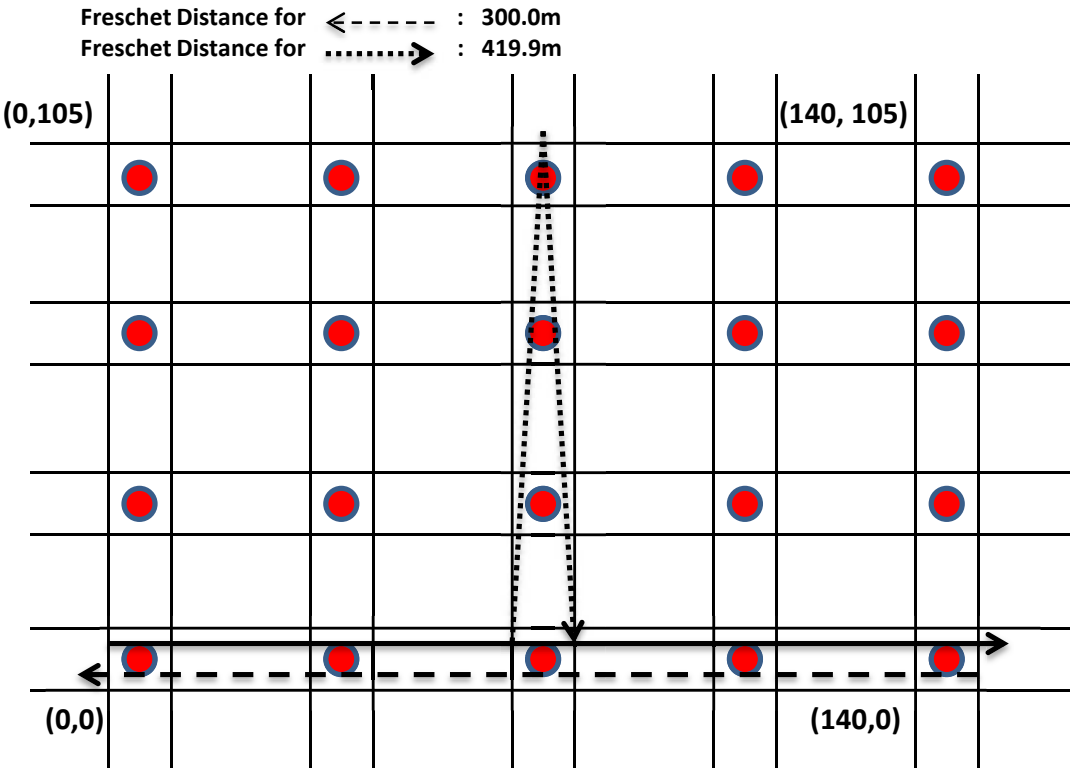 Freschet Distance for : 300.0m
Freschet Distance for : 419.9m
(0,105) (140, 105)
(0,0) (140,0)